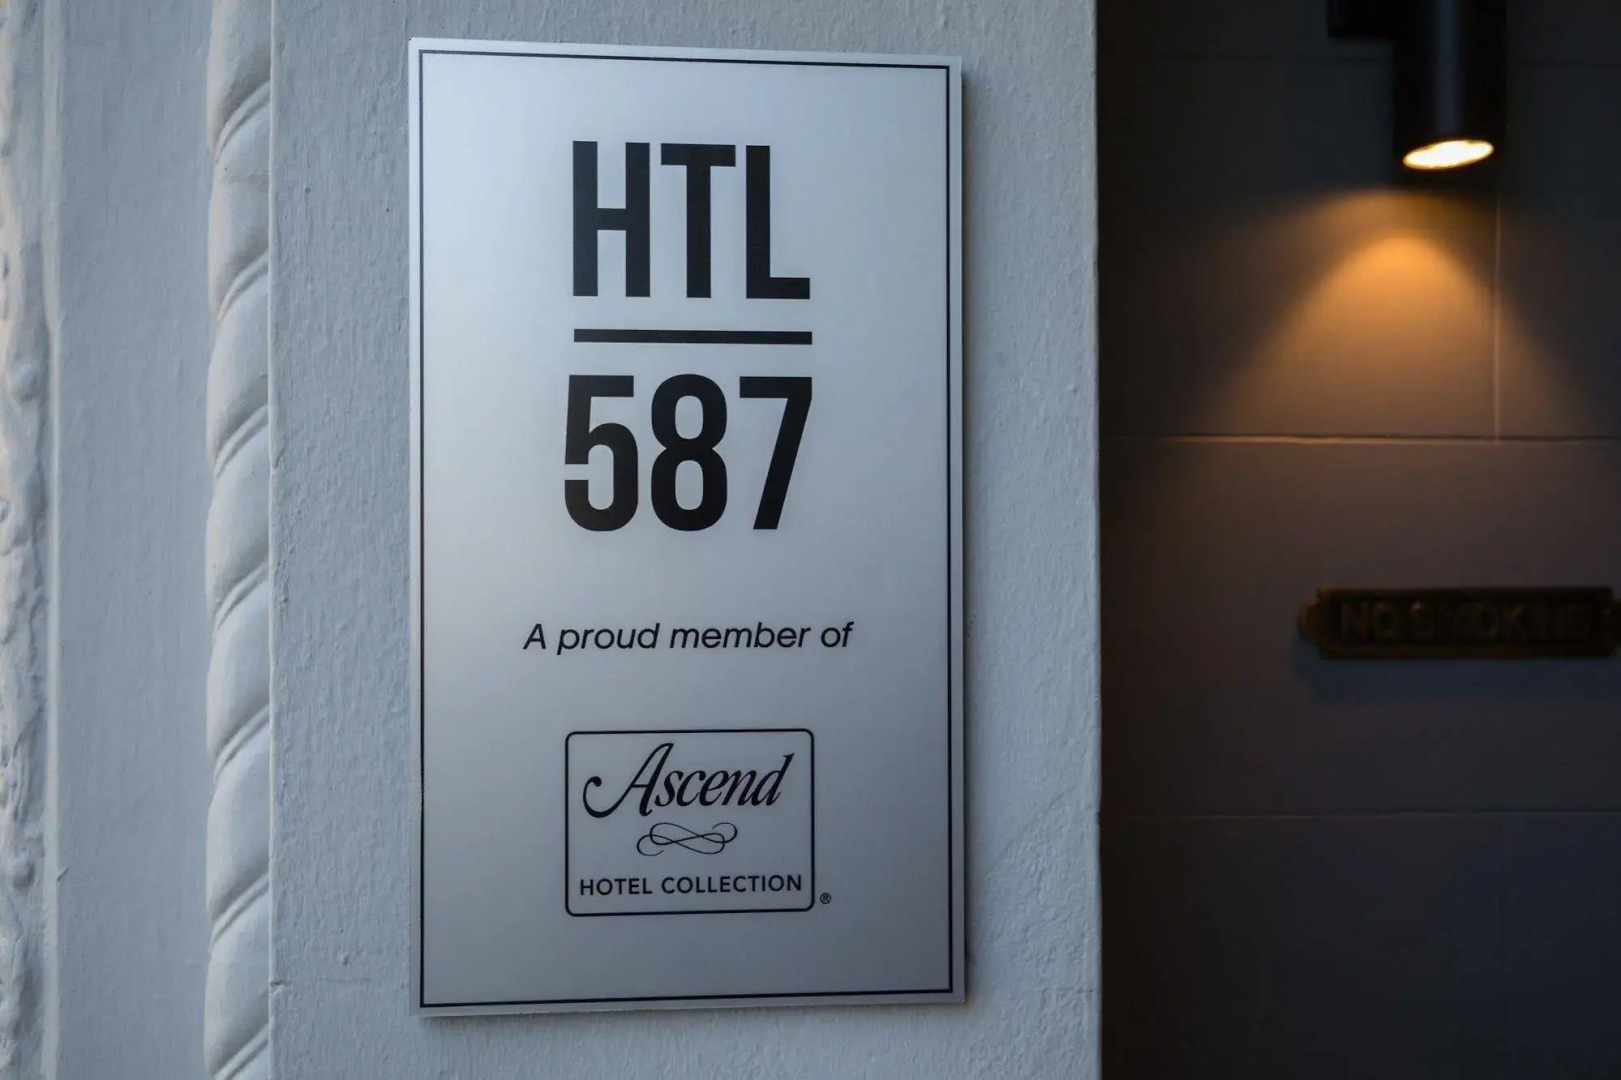 HTL
587
A proud member of
Ascend
HOTEL COLLECTION
®
NO SMOKING